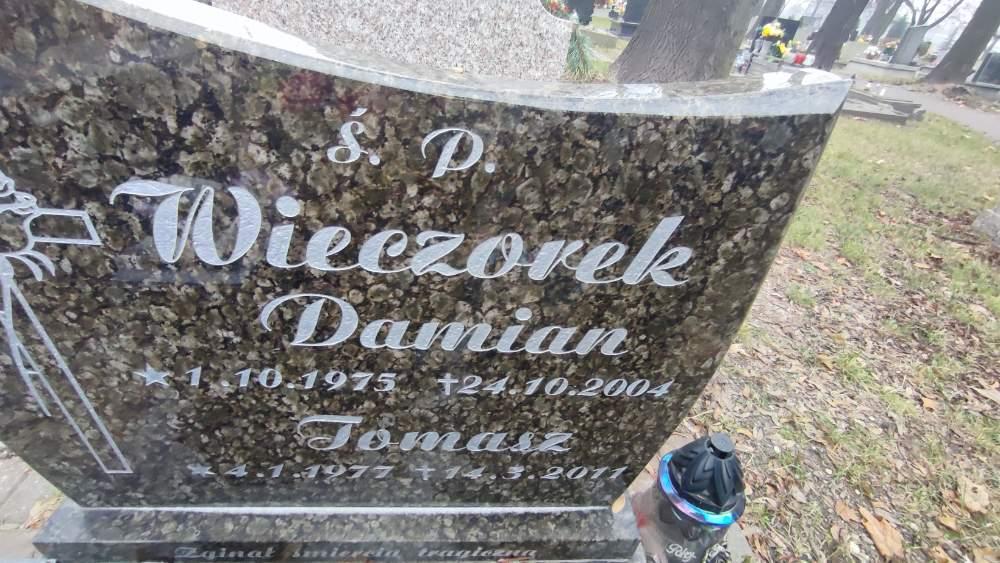 ś. P.
Wieczorek
Damian
★ 1.10.1975 ✝ 24.10.2004
Tomasz
★ 4.1.1977 ✝ 14.3.2011
Zginął śmiercią tragiczną